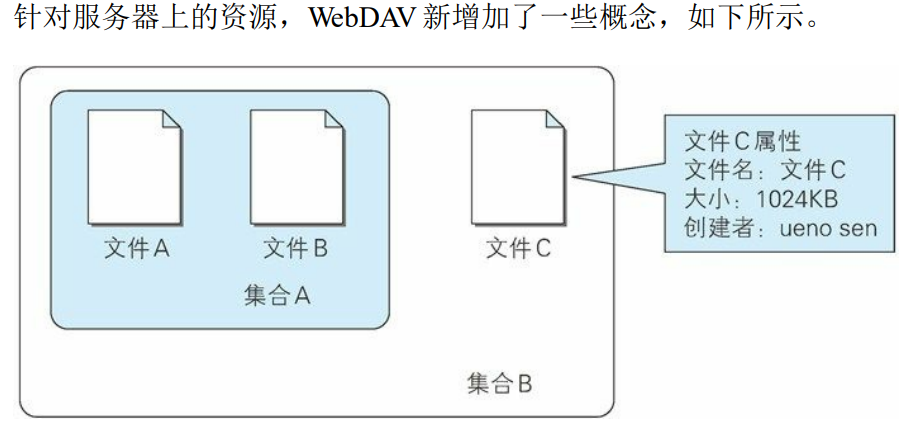 针对服务器上的资源，WebDAV 新增加了一些概念，如下所示。
文件A
文件B
集合A
文件C
集合B
文件C属性
文件名：文件C
大小：1024KB
创建者：ueno sen